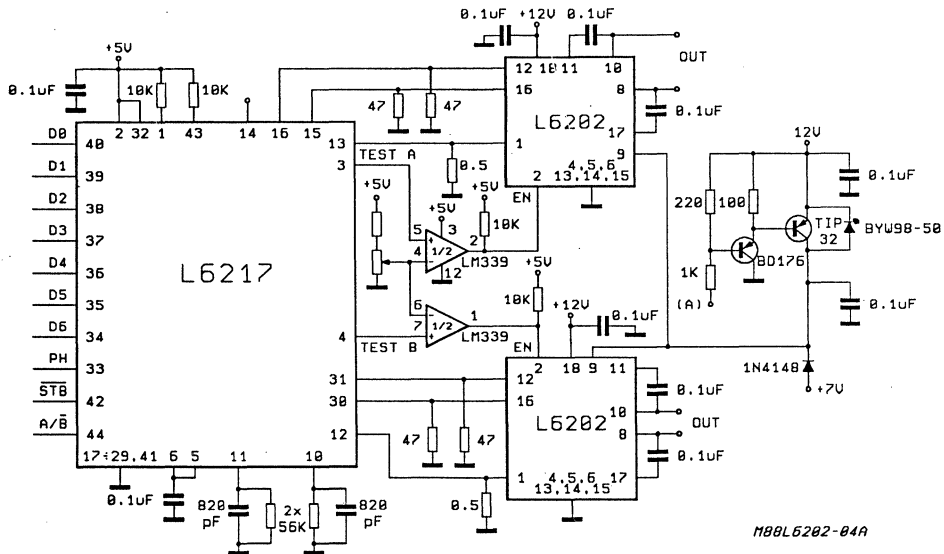 0.1uF
+12V
0.1uF
OUT
+5V
0.1uF
10K
10K
12
18
11
10
16
8
0.1uF
47
47
L6202
17
2
32
1
43
14
16
15
13
TEST A
1
9
3
0.5
4,5,6
13,14,15
2
EN
12V
0.1uF
220
100
TIP
32
BYW98-50
BD176
1K
(A)
0.1uF
1N4148
+7V
D0
40
D1
39
D2
38
D3
37
D4
36
D5
35
D6
34
PH
33
STB
42
A/B
44
L6217
+5V
+5V
+5V
10K
5
3
4
+
-
1/2
2
12
LM339
+5V
10K
6
7
-
+
1/2
1
LM339
4
TEST B
EN
+12V
0.1uF
31
30
12
2
18
9
11
12
16
0.1uF
10
L6202
OUT
8
0.1uF
47
47
1
4,5,6
17
13,14,15
0.5
17÷29,41
6
5
11
10
0.1uF
820
pF
2x
56K
820
pF
M88L6202-04A